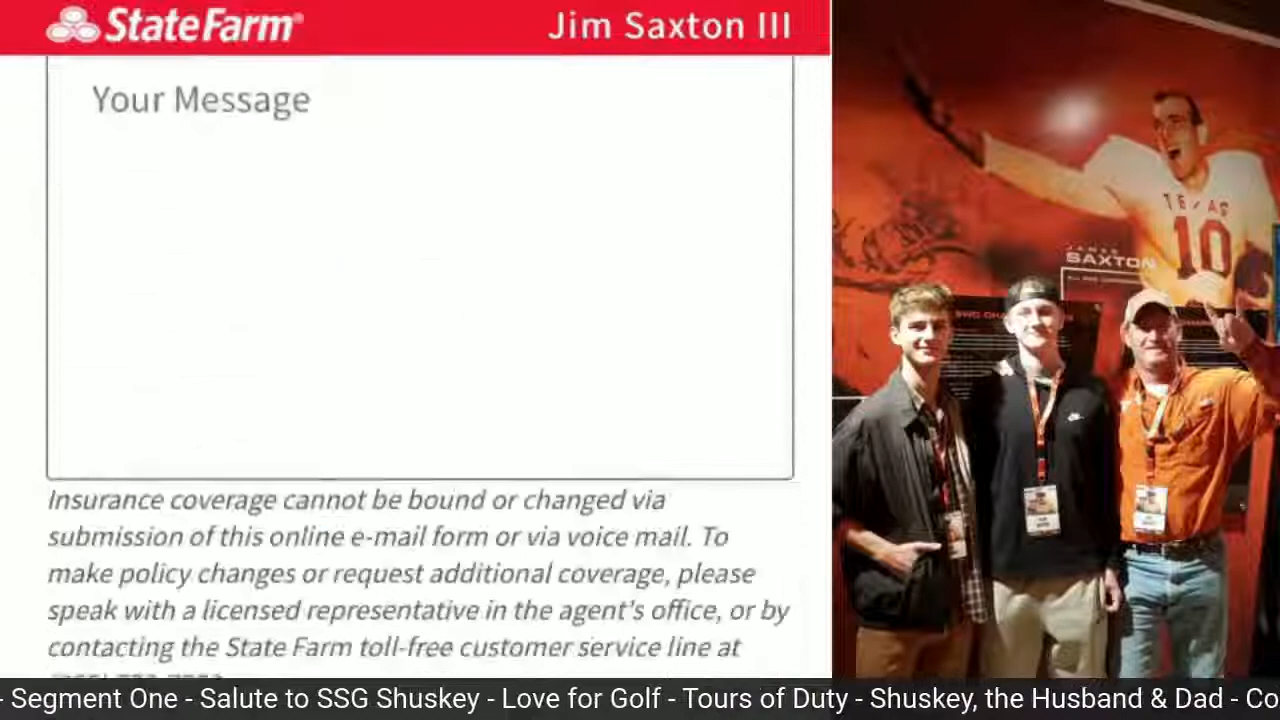 State Farm®
Jim Saxton III
Your Message
Insurance coverage cannot be bound or changed via
submission of this online e-mail form or via voice mail. To
make policy changes or request additional coverage, please
speak with a licensed representative in the agent's office, or by
contacting the State Farm toll-free customer service line at
TEXAS
10
JAMES
SAXTON
- Segment One - Salute to SSG Shuskey - Love for Golf - Tours of Duty - Shuskey, the Husband & Dad - Co